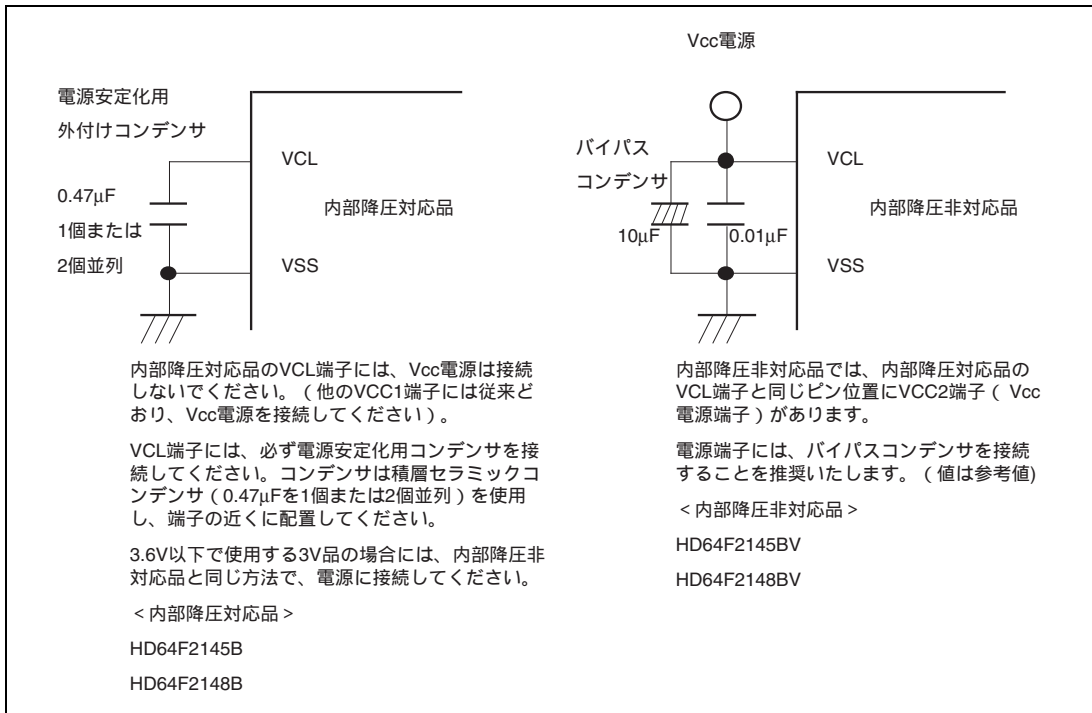 電源安定化用
外付けコンデンサ
0.47μF
1個または
2個並列
VCL
内部降圧対応品
VSS
内部降圧対応品のVCL端子には、Vcc電源は接続
しないでください。（他のVCC1端子には従来ど
おり、Vcc電源を接続してください）。
VCL端子には、必ず電源安定化用コンデンサを接
続してください。コンデンサは積層セラミックコ
ンデンサ（0.47μFを1個または2個並列）を使用
し、端子の近くに配置してください。
3.6V以下で使用する3V品の場合には、内部降圧非
対応品と同じ方法で、電源に接続してください。
＜内部降圧対応品＞
HD64F2145B
HD64F2148B
Vcc電源
バイパス
コンデンサ
10μF
0.01μF
VCL
内部降圧非対応品
VSS
内部降圧非対応品では、内部降圧対応品の
VCL端子と同じピン位置にVCC2端子（ Vcc
電源端子）があります。
電源端子には、バイパスコンデンサを接続
することを推奨いたします。（値は参考値)
＜内部降圧非対応品＞
HD64F2145BV
HD64F2148BV